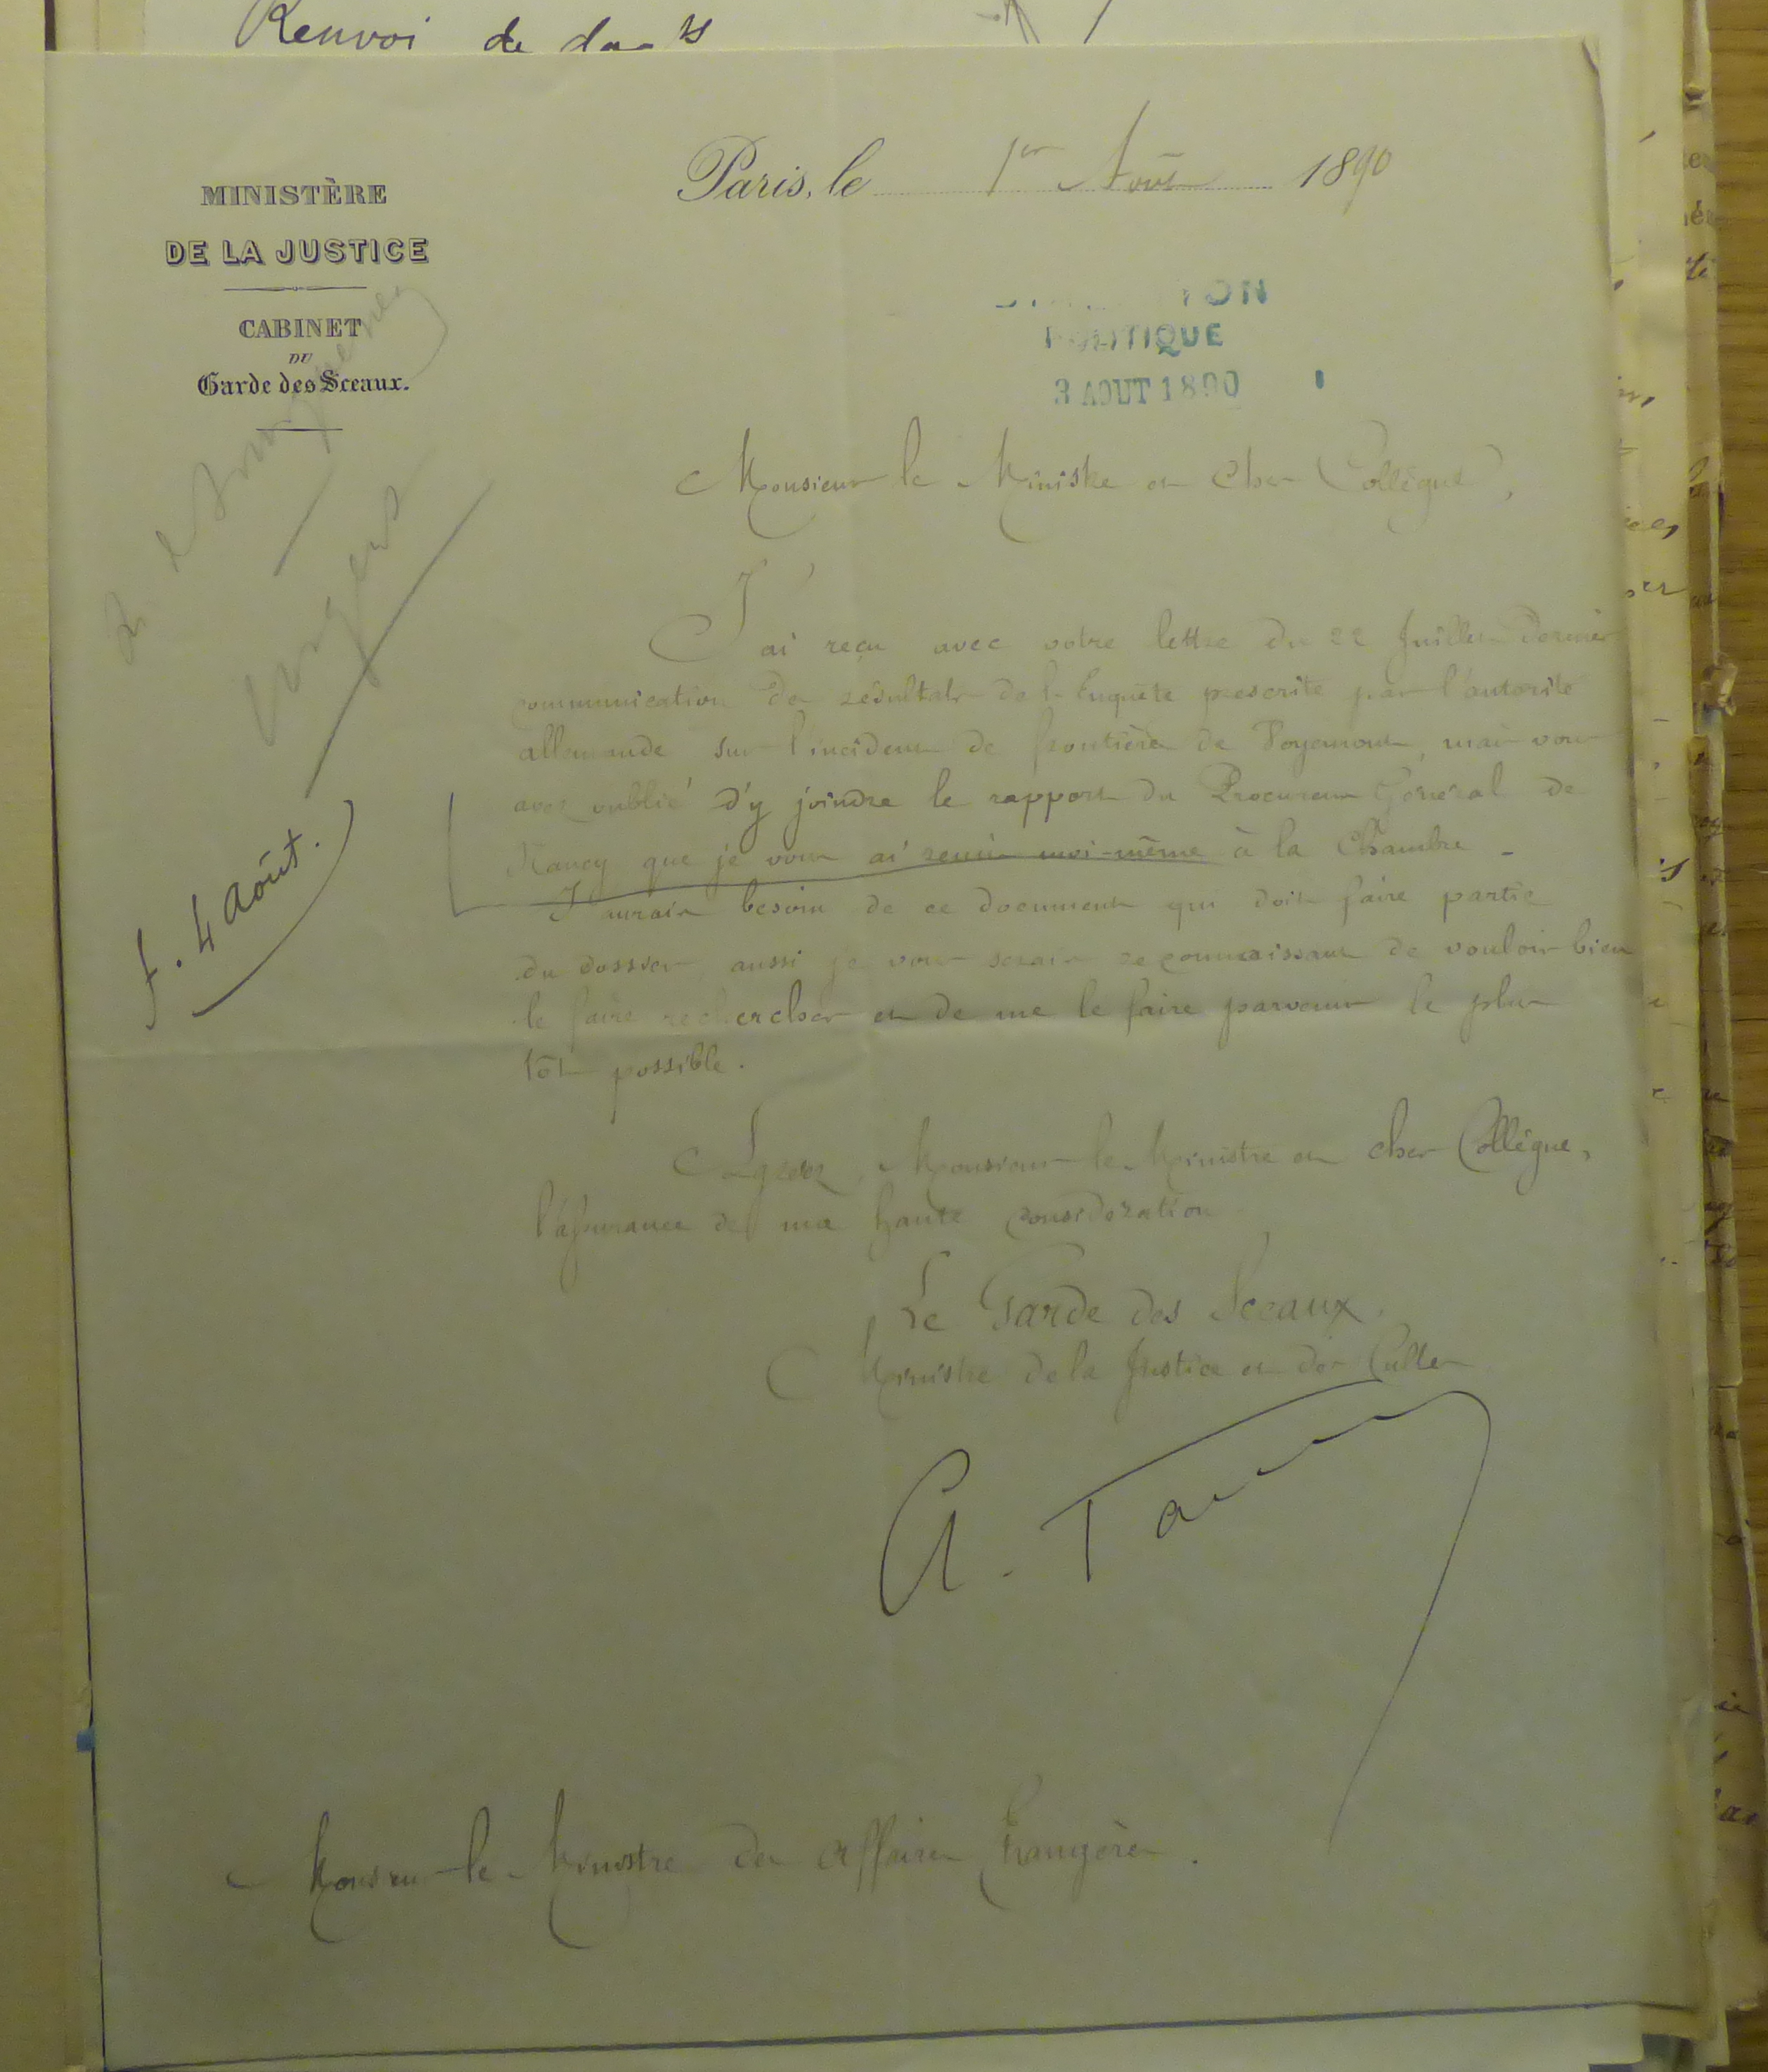 Renvoi de
Paris, le 1er Août 1890
MINISTÈRE
DE LA JUSTICE
CABINET
DU
Garde des Sceaux.
POLITIQUE
3 AOUT 1890
Urgent
f. 4 août.
Monsieur le Ministre et Cher Collègue,
J'ai reçu avec votre lettre du 22 Juillet dernier
communication des résultats de l'Enquête prescrite par l'autorité
allemande sur l'incident de frontière de mais vous
avez oublié d'y joindre le rapport du Procureur Général de
Nancy que je vous ai remis moi-même à la Chambre -
J'aurais besoin de ce document qui doit faire partie
du dossier, aussi je vous serais reconnaissant de vouloir bien
le faire rechercher et de me le faire parvenir le plus
tôt possible.
Agréez, Monsieur le Ministre et cher Collègue,
l'assurance de ma haute considération
Le Garde des Sceaux,
Ministre de la Justice et des Cultes
A.
Monsieur le Ministre des Affaires Etrangères.